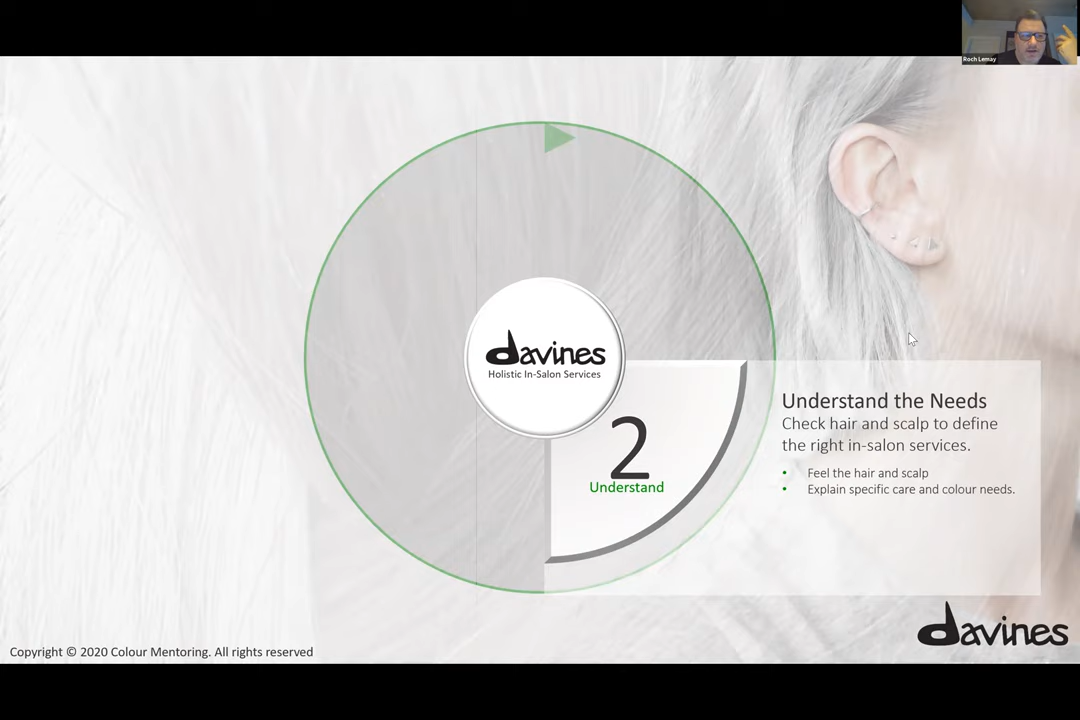 Roch Lemay
davines
Holistic In-Salon Services
2
Understand
Understand the Needs
Check hair and scalp to define
the right in-salon services.
• Feel the hair and scalp
• Explain specific care and colour needs.
davines
Copyright © 2020 Colour Mentoring. All rights reserved